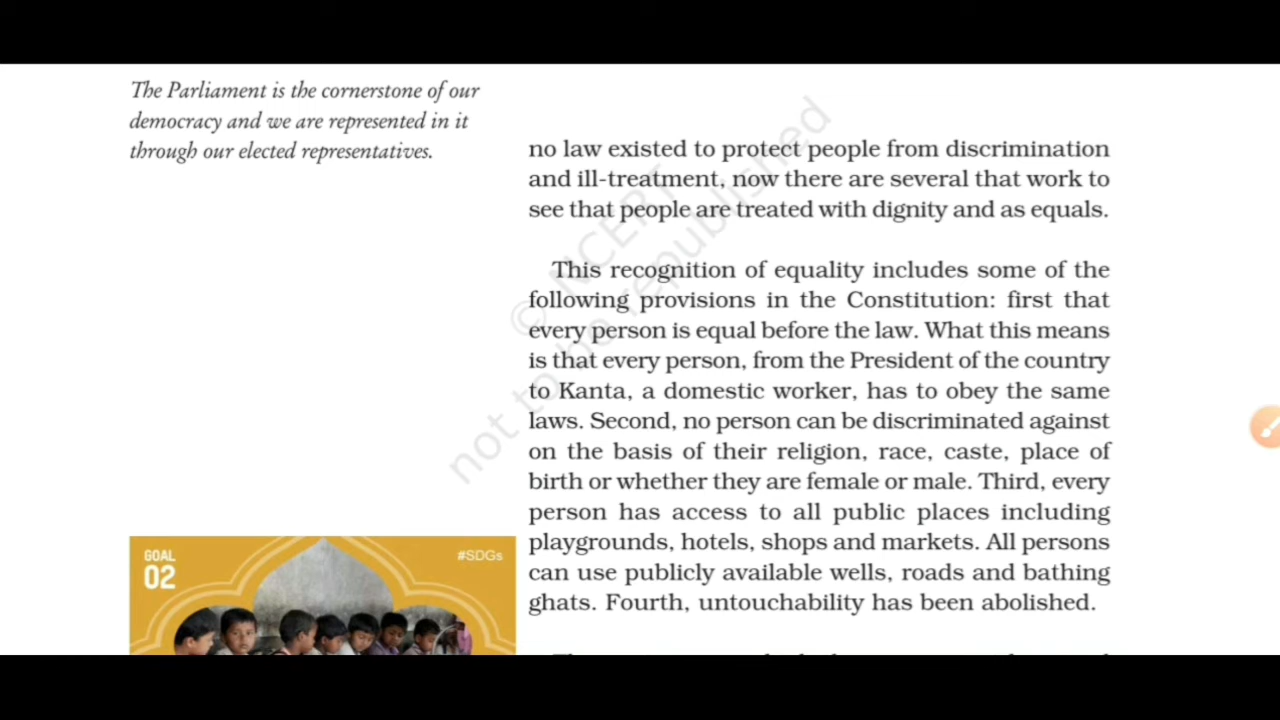 The Parliament is the cornerstone of our
democracy and we are represented in it
through our elected representatives.
no law existed to protect people from discrimination
and ill-treatment, now there are several that work to
see that people are treated with dignity and as equals.
This recognition of equality includes some of the
following provisions in the Constitution: first that
every person is equal before the law. What this means
is that every person, from the President of the country
to Kanta, a domestic worker, has to obey the same
laws. Second, no person can be discriminated against
on the basis of their religion, race, caste, place of
birth or whether they are female or male. Third, every
person has access to all public places including
playgrounds, hotels, shops and markets. All persons
can use publicly available wells, roads and bathing
ghats. Fourth, untouchability has been abolished.
© NCERT
not to be republished
GOAL
02
#SDGs